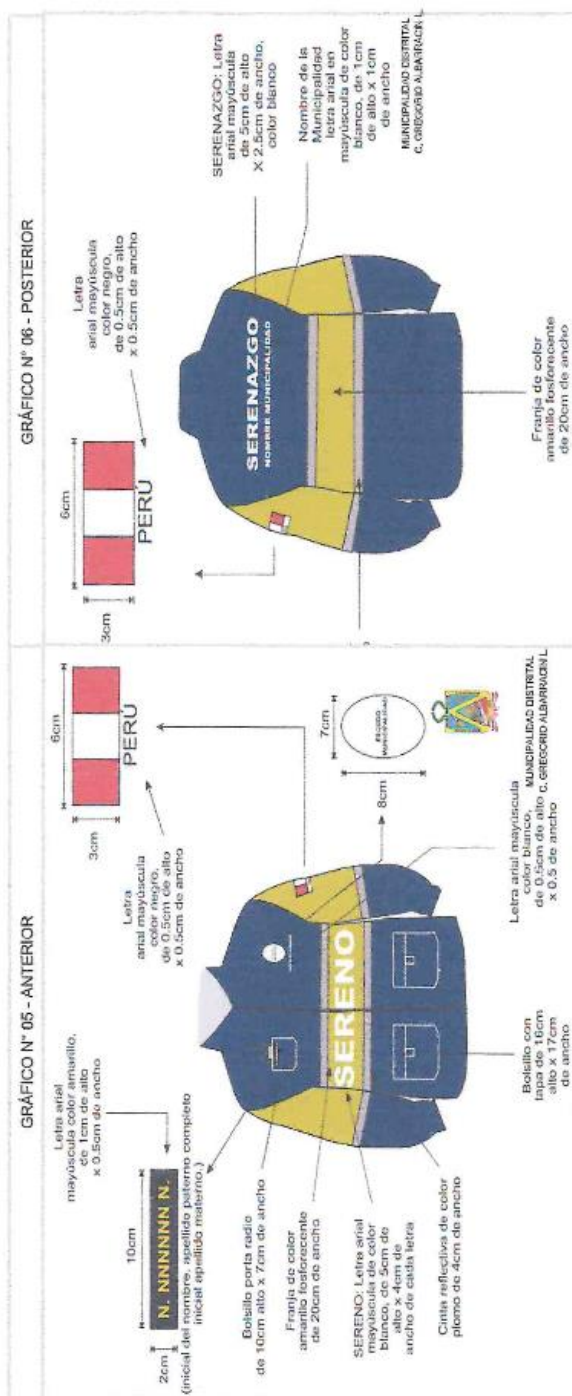 GRÁFICO N° 05 - ANTERIOR
Letra arial
mayúscula color amarillo,
de 1cm de alto
x 0.5cm de ancho
10cm
2cm
N. NNNNNNN N.
(inicial del nombre, apellido paterno completo
inicial apellido materno.)
Letra
arial mayúscula
color negro,
de 0.5cm de alto
x 0.5cm de ancho
6cm
3cm
PERÚ
Bolsillo porta radio
de 10cm alto x 7cm de ancho
Franja de color
amarillo fosforecente
de 20cm de ancho
SERENO: Letra arial
mayúscula de color
blanco, de 5cm de
alto x 4cm de
ancho de cada letra
Cinta reflectiva de color
plomo de 4cm de ancho
SERENO
Bolsillo con
tapa de 16cm
alto x 17cm
de ancho
Letra arial mayúscula
color blanco,
de 0.5cm de alto
x 0.5 de ancho
7cm
8cm
ESCUDO
MUNICIPALIDAD
MUNICIPALIDAD DISTRITAL
C. GREGORIO ALBARRACIN L.
GRÁFICO N° 06 - POSTERIOR
6cm
3cm
PERÚ
Letra
arial mayúscula
color negro,
de 0.5cm de alto
x 0.5cm de ancho
SERENAZGO
NOMBRE MUNICIPALIDAD
SERENAZGO: Letra
arial mayúscula
de 5cm de alto
X 2.5cm de ancho,
color blanco
Nombre de la
Municipalidad
letra arial en
mayúscula de color
blanco, de 1cm
de alto x 1cm
de ancho
MUNICIPALIDAD DISTRITAL
C. GREGORIO ALBARRACIN L.
Franja de color
amarillo fosforecente
de 20cm de ancho